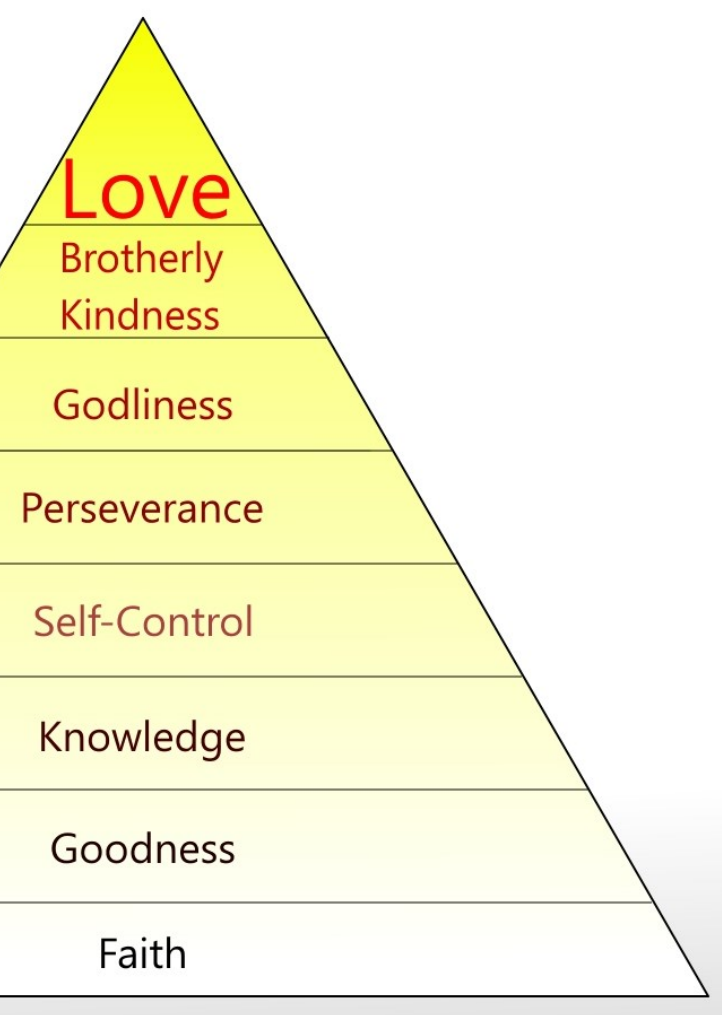 Love
Brotherly
Kindness
Godliness
Perseverance
Self-Control
Knowledge
Goodness
Faith